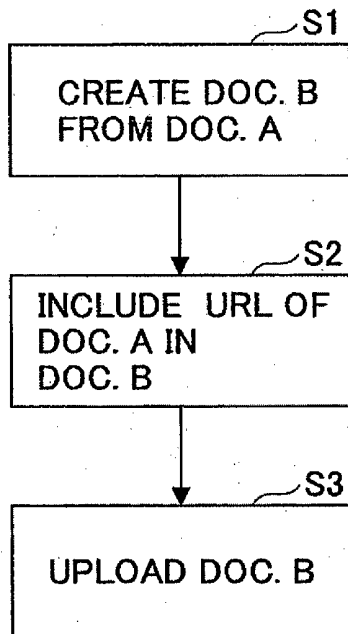 S1
CREATE DOC. B
FROM DOC. A
S2
INCLUDE URL OF
DOC. A IN
DOC. B
S3
UPLOAD DOC. B